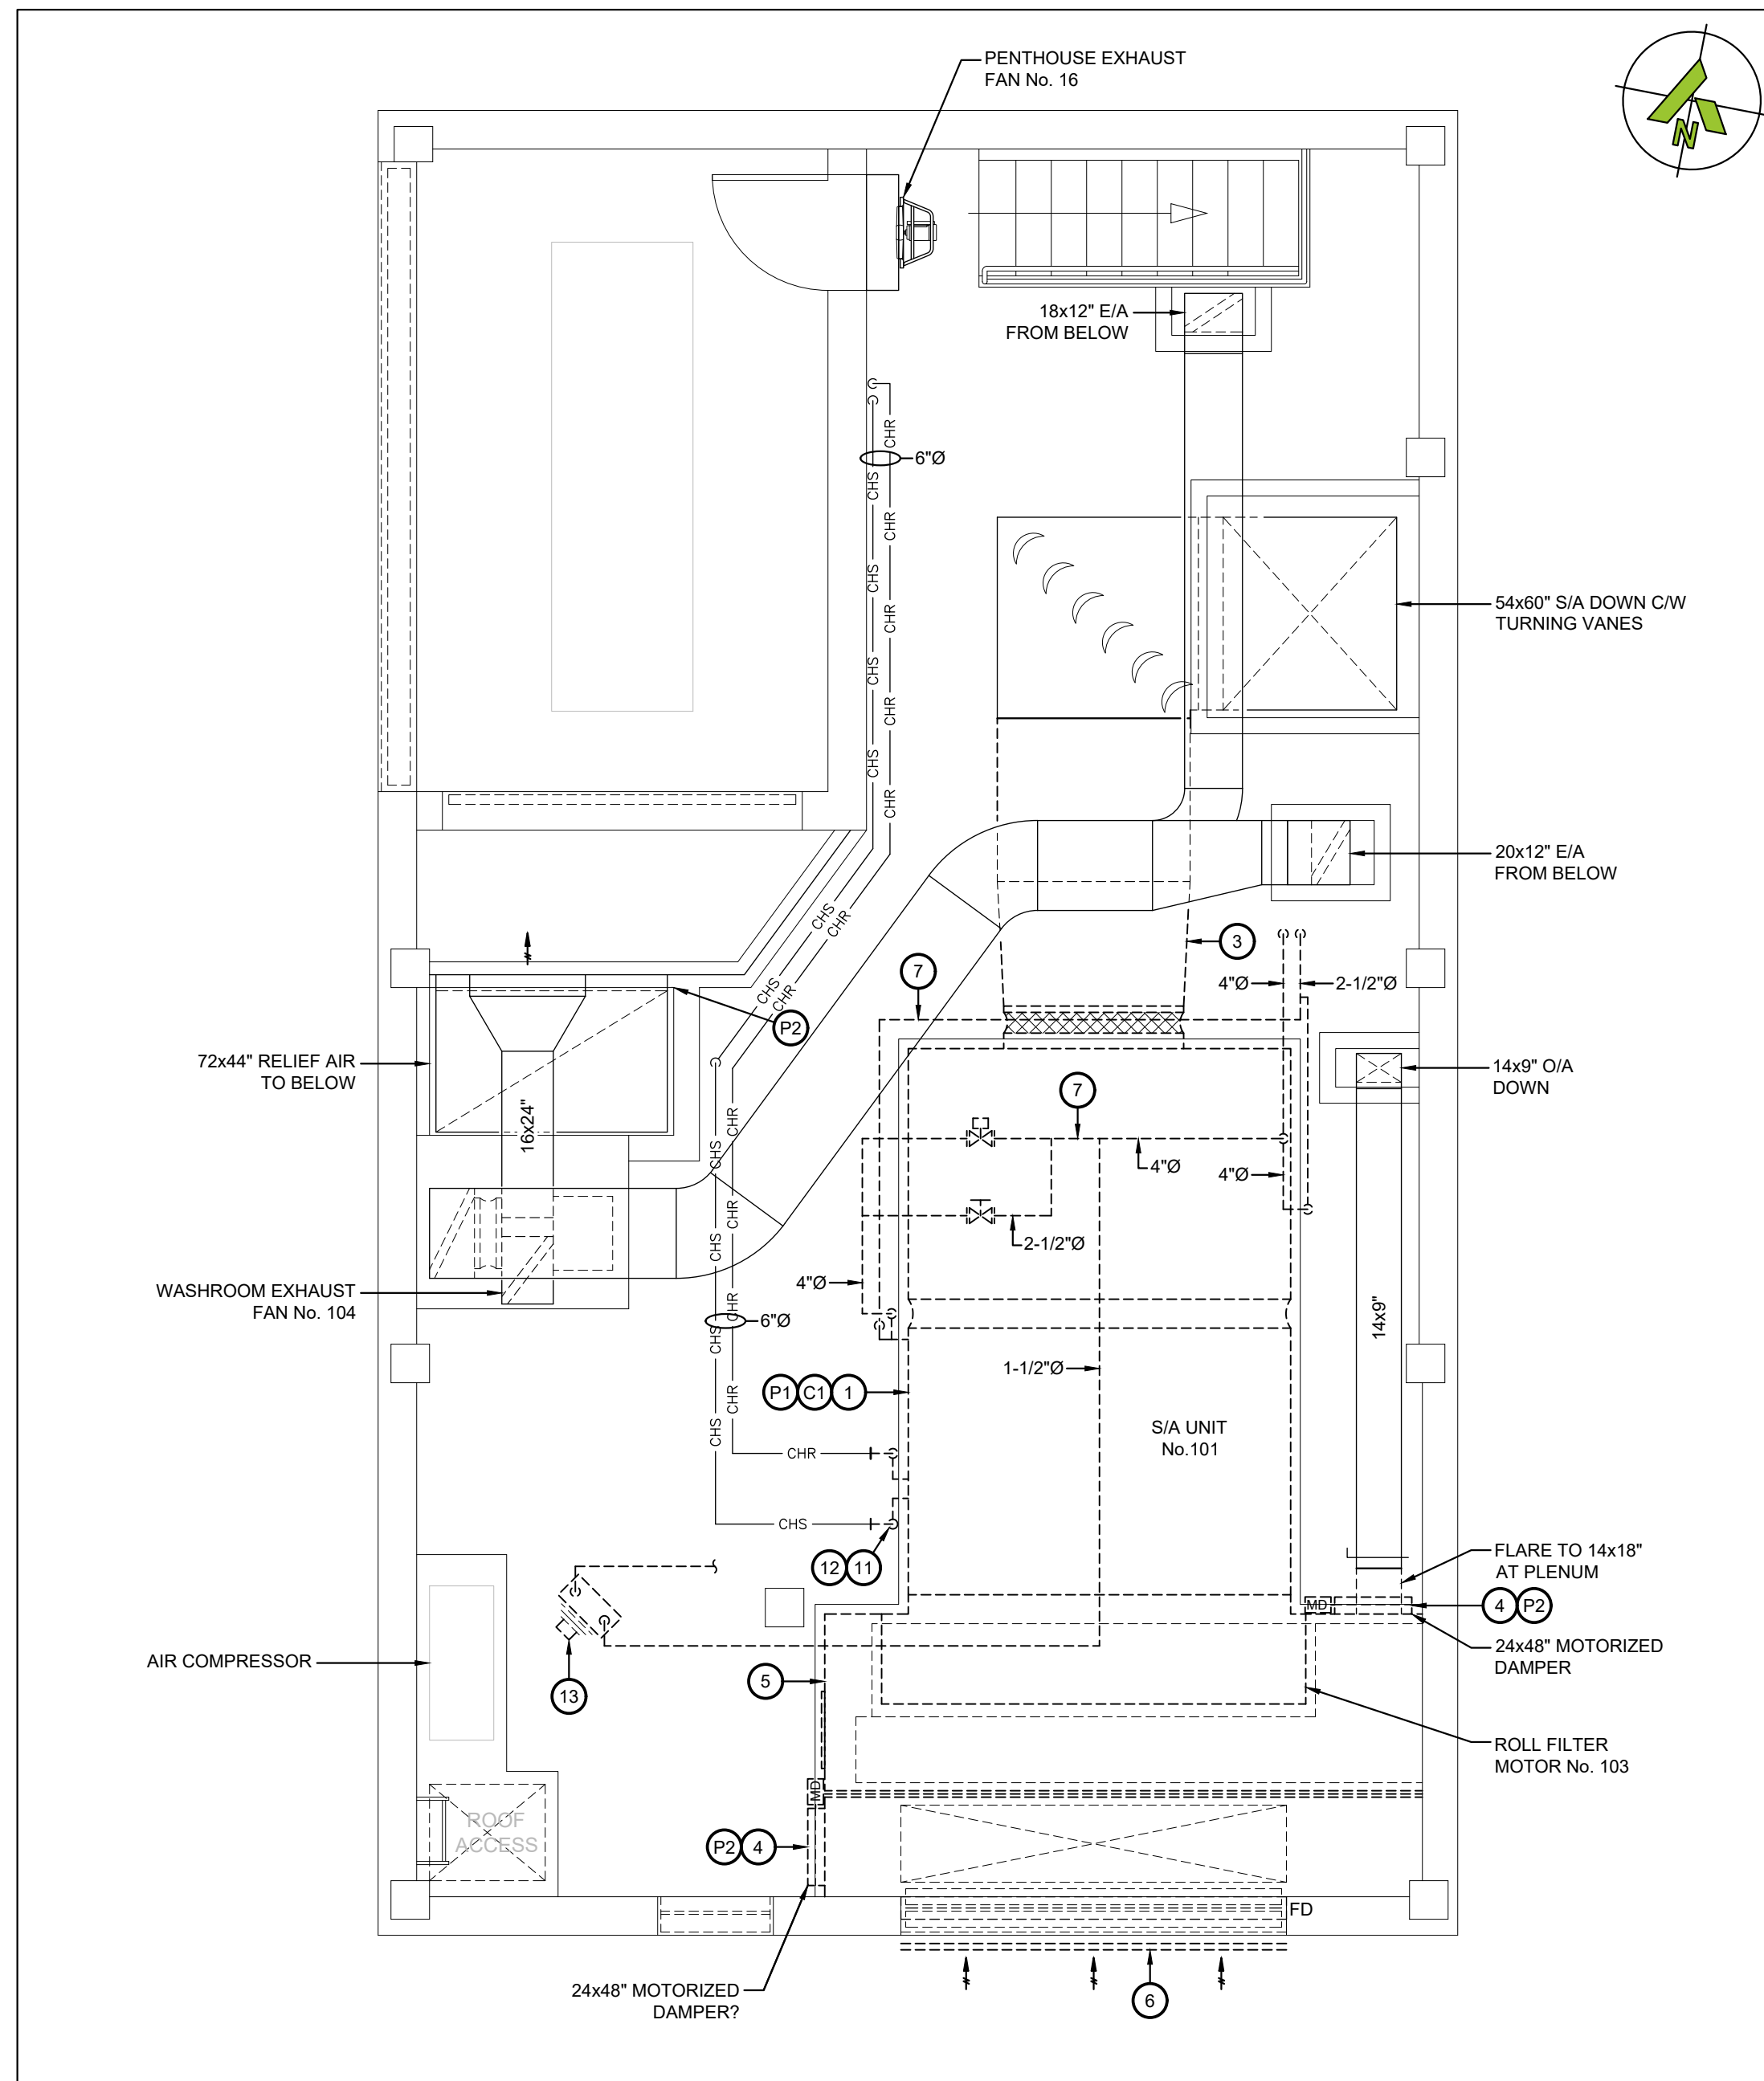 PENTHOUSE EXHAUST
FAN No. 16
N
18x12" E/A
FROM BELOW
CHR
6"Ø
CHS
CHR
CHS
54x60" S/A DOWN C/W
TURNING VANES
CHR
CHS
CHR
CHS
CHR
20x12" E/A
FROM BELOW
CHS
CHR
3
7
4"Ø
2-1/2"Ø
CHS
CHR
P2
72x44" RELIEF AIR
TO BELOW
14x9" O/A
DOWN
16x24"
7
CHR
CHS
4"Ø
4"Ø
CHR
CHS
2-1/2"Ø
4"Ø
WASHROOM EXHAUST
FAN No. 104
CHR
6"Ø
CHS
14x9"
1-1/2"Ø
P1
C1
1
CHR
CHS
S/A UNIT
No.101
CHR
CHS
12
11
FLARE TO 14x18"
AT PLENUM
MD
4
P2
24x48" MOTORIZED
DAMPER
AIR COMPRESSOR
13
5
ROLL FILTER
MOTOR No. 103
MD
ROOF
ACCESS
P2
4
FD
24x48" MOTORIZED
DAMPER?
6